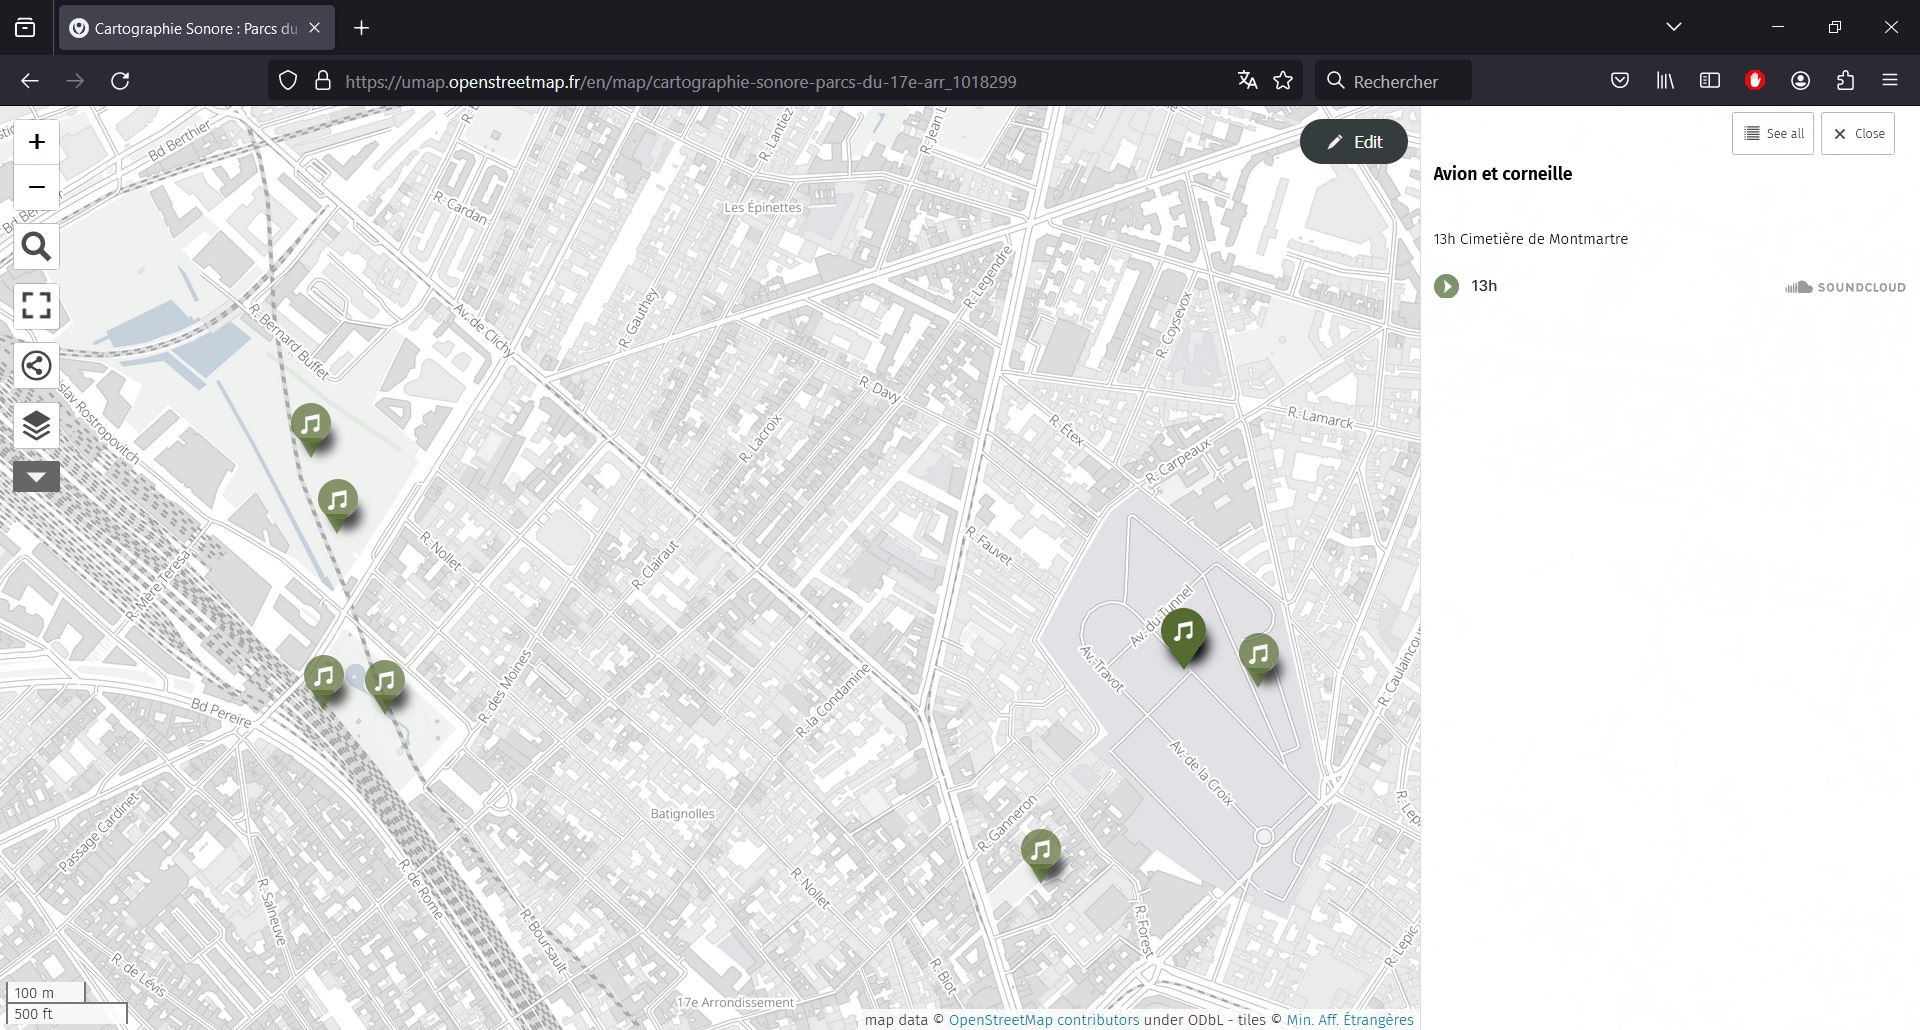 Cartographie Sonore : Parcs du
https://umap.openstreetmap.fr/en/map/cartographie-sonore-parcs-du-17e-arr_1018299
Rechercher
Edit
See all
Close
Avion et corneille
13h Cimetière de Montmartre
13h
SOUNDCLOUD
+
−
Bd Berthier
R. Cardan
R. Lantiez
R. Jean L
Les Épinettes
R. Legendre
R. Gauthey
R. Coysevox
Av. de Clichy
R. Bernard Buffet
R. Davy
R. Lamarck
R. Étex
R. Lacroix
R. Carpeaux
slav Rostropovitch
R. Nollet
R. Clairaut
R. Fauvet
R. Mère Teresa
Av. du Tunnel
Av. Travot
R. Caulaincou
R. des Moines
R. la Condamine
Bd Pereire
Av. de la Croix
R. Lep
Batignolles
R. Ganneron
Passage Cardinet
R. de Rome
R. Nollet
R. Salneuve
R. Boursault
R. Forest
R. Lepic
R. de Lévis
R. Biot
17e Arrondissement
100 m
500 ft
map data © OpenStreetMap contributors under ODbL - tiles © Min. Aff. Étrangères